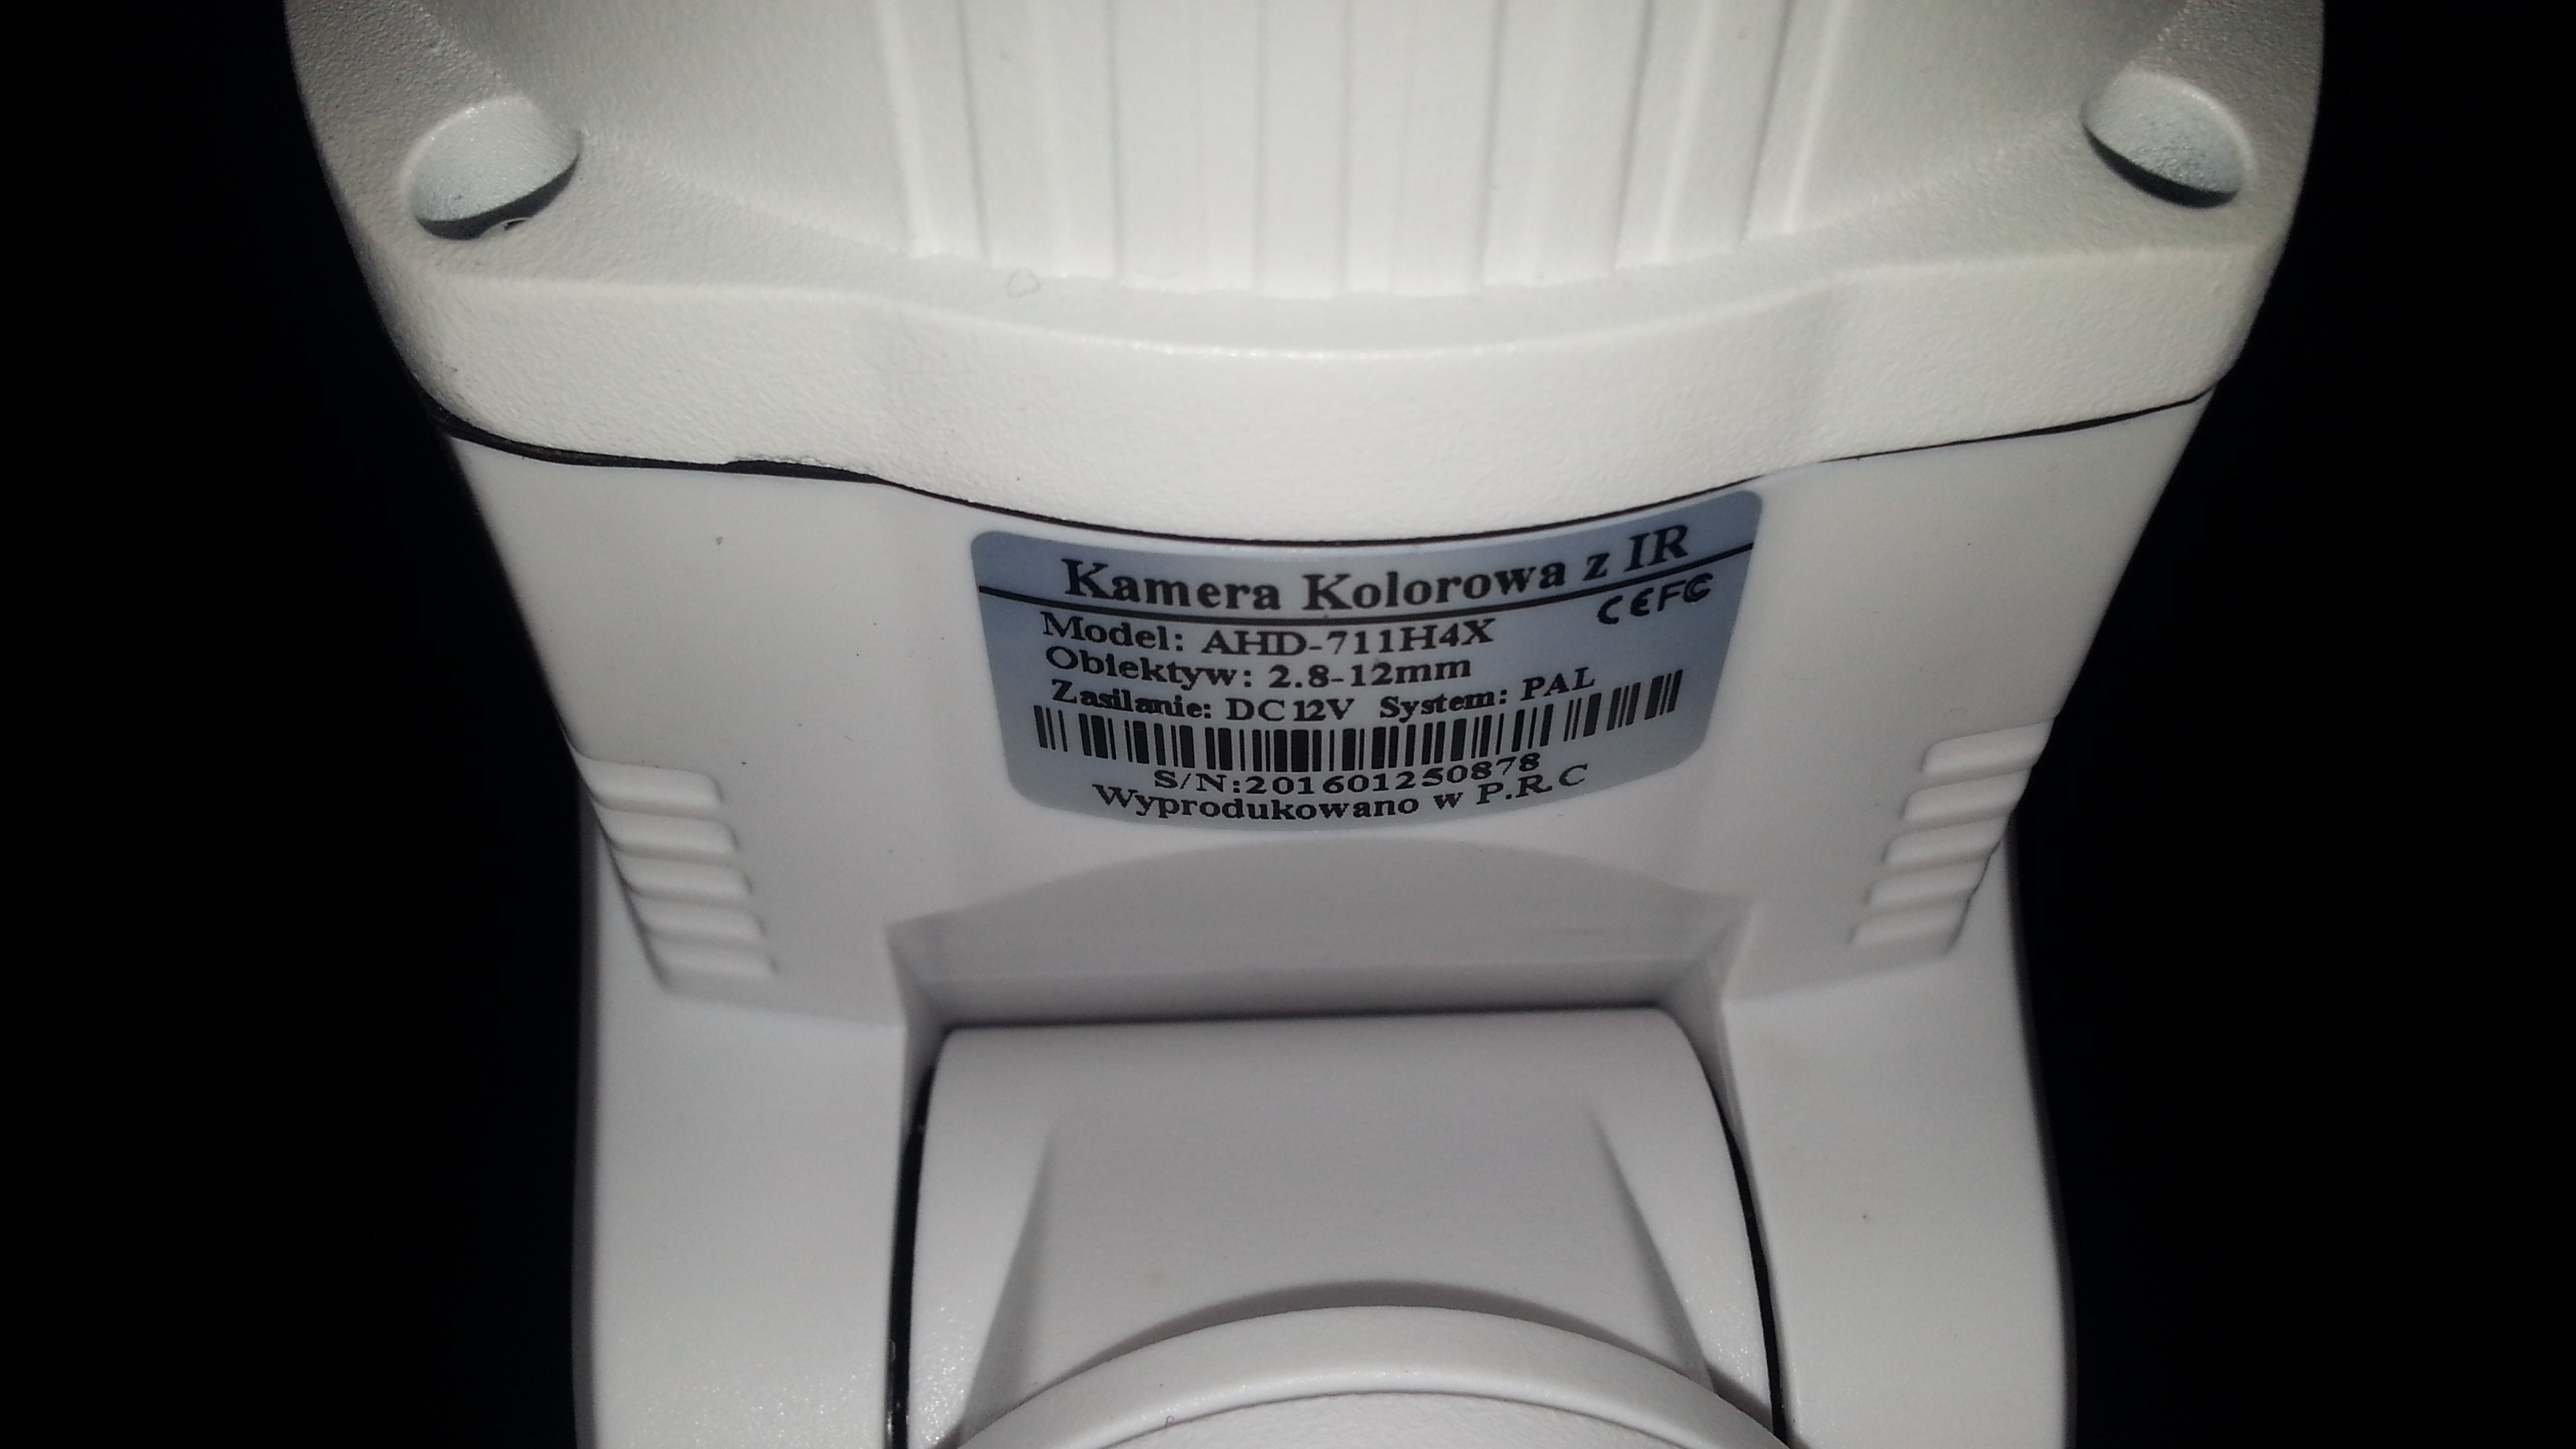 Kamera Kolorowa z IR
CE FC
Model: AHD-711H4X
Obiektyw: 2.8-12mm
Zasilanie: DC12V System: PAL
S/N:201601250878
Wyprodukowano w P.R.C